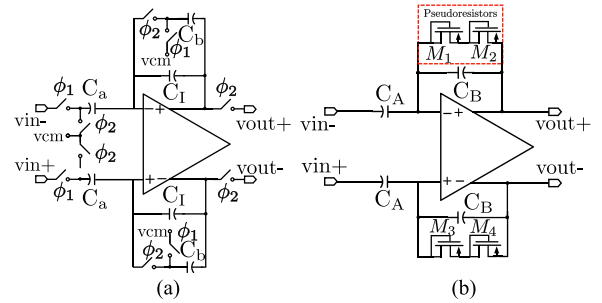 ϕ2
ϕ1
Cb
vcm
ϕ1
Ca
CI
ϕ2
vin-
-+
vout+
vcm
ϕ2
ϕ2
vin+
+-
vout-
ϕ1
Ca
CI
ϕ2
vcm
ϕ1
ϕ2
Cb
(a)
Pseudoresistors
M1
M2
CB
vin-
CA
-+
vout+
vin+
+-
vout-
CA
CB
M3
M4
(b)